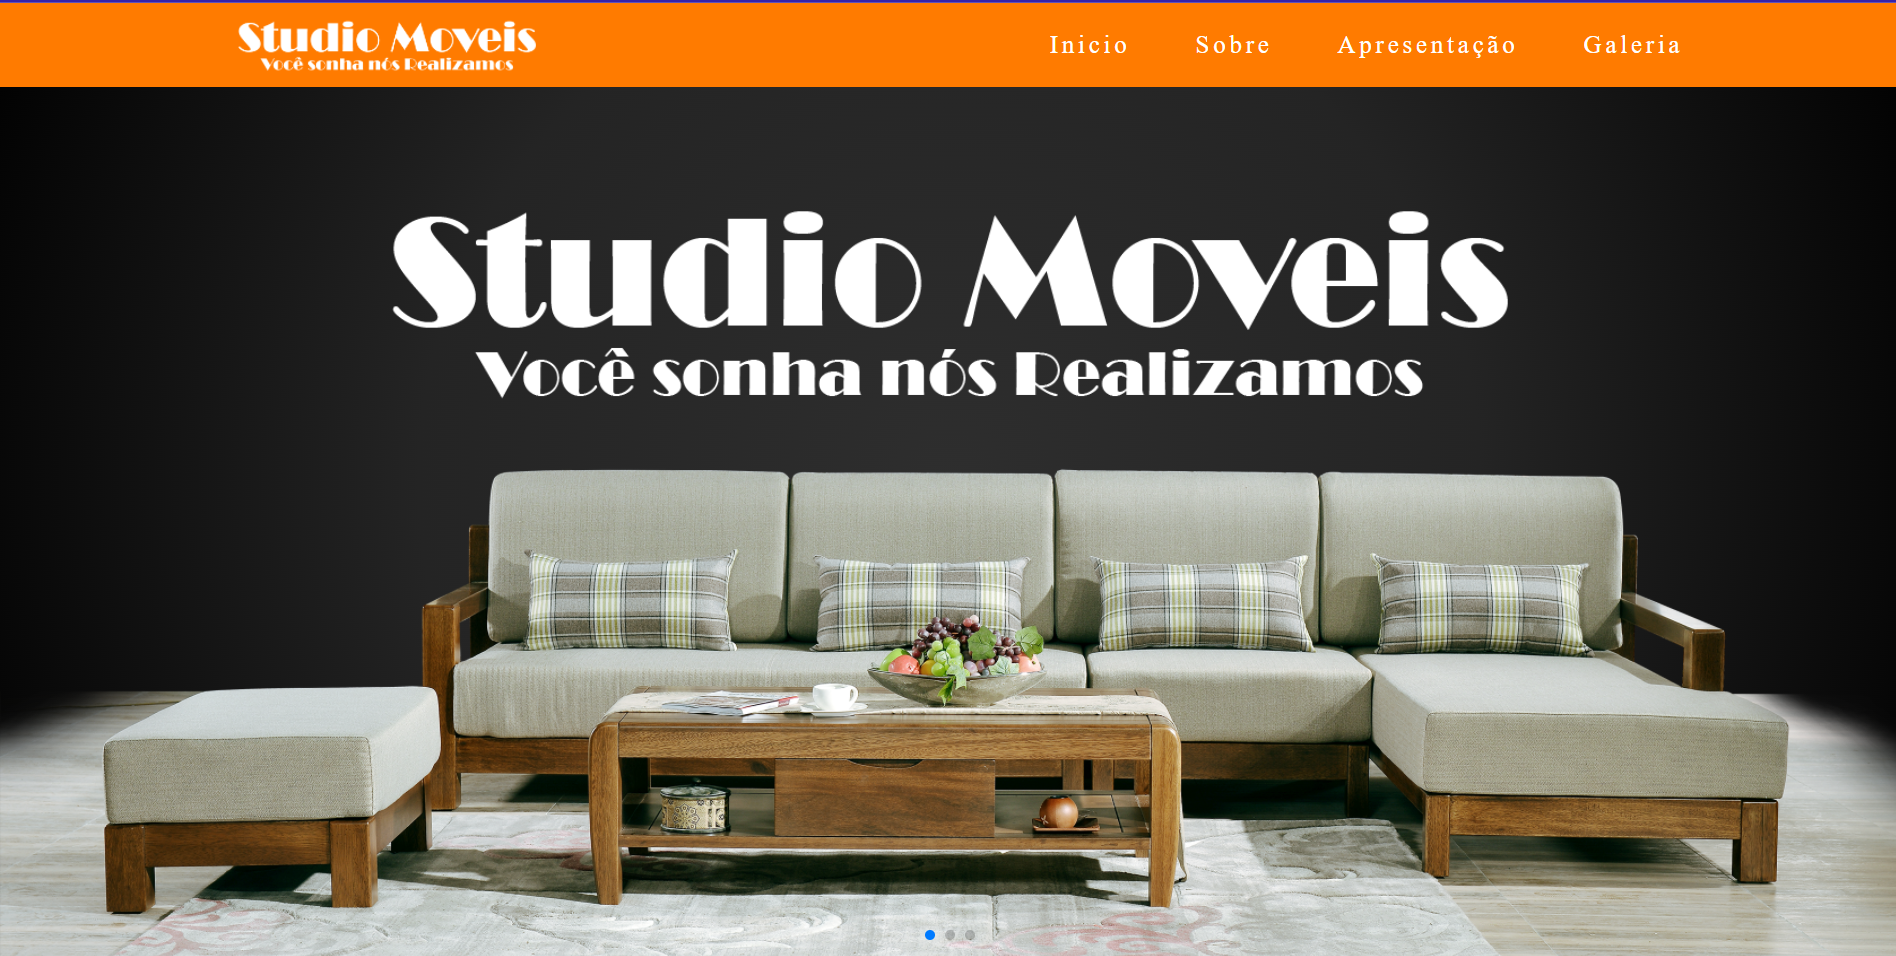 Studio Moveis
Você sonha nós Realizamos
Inicio
Sobre
Apresentação
Galeria
Studio Moveis
Você sonha nós Realizamos